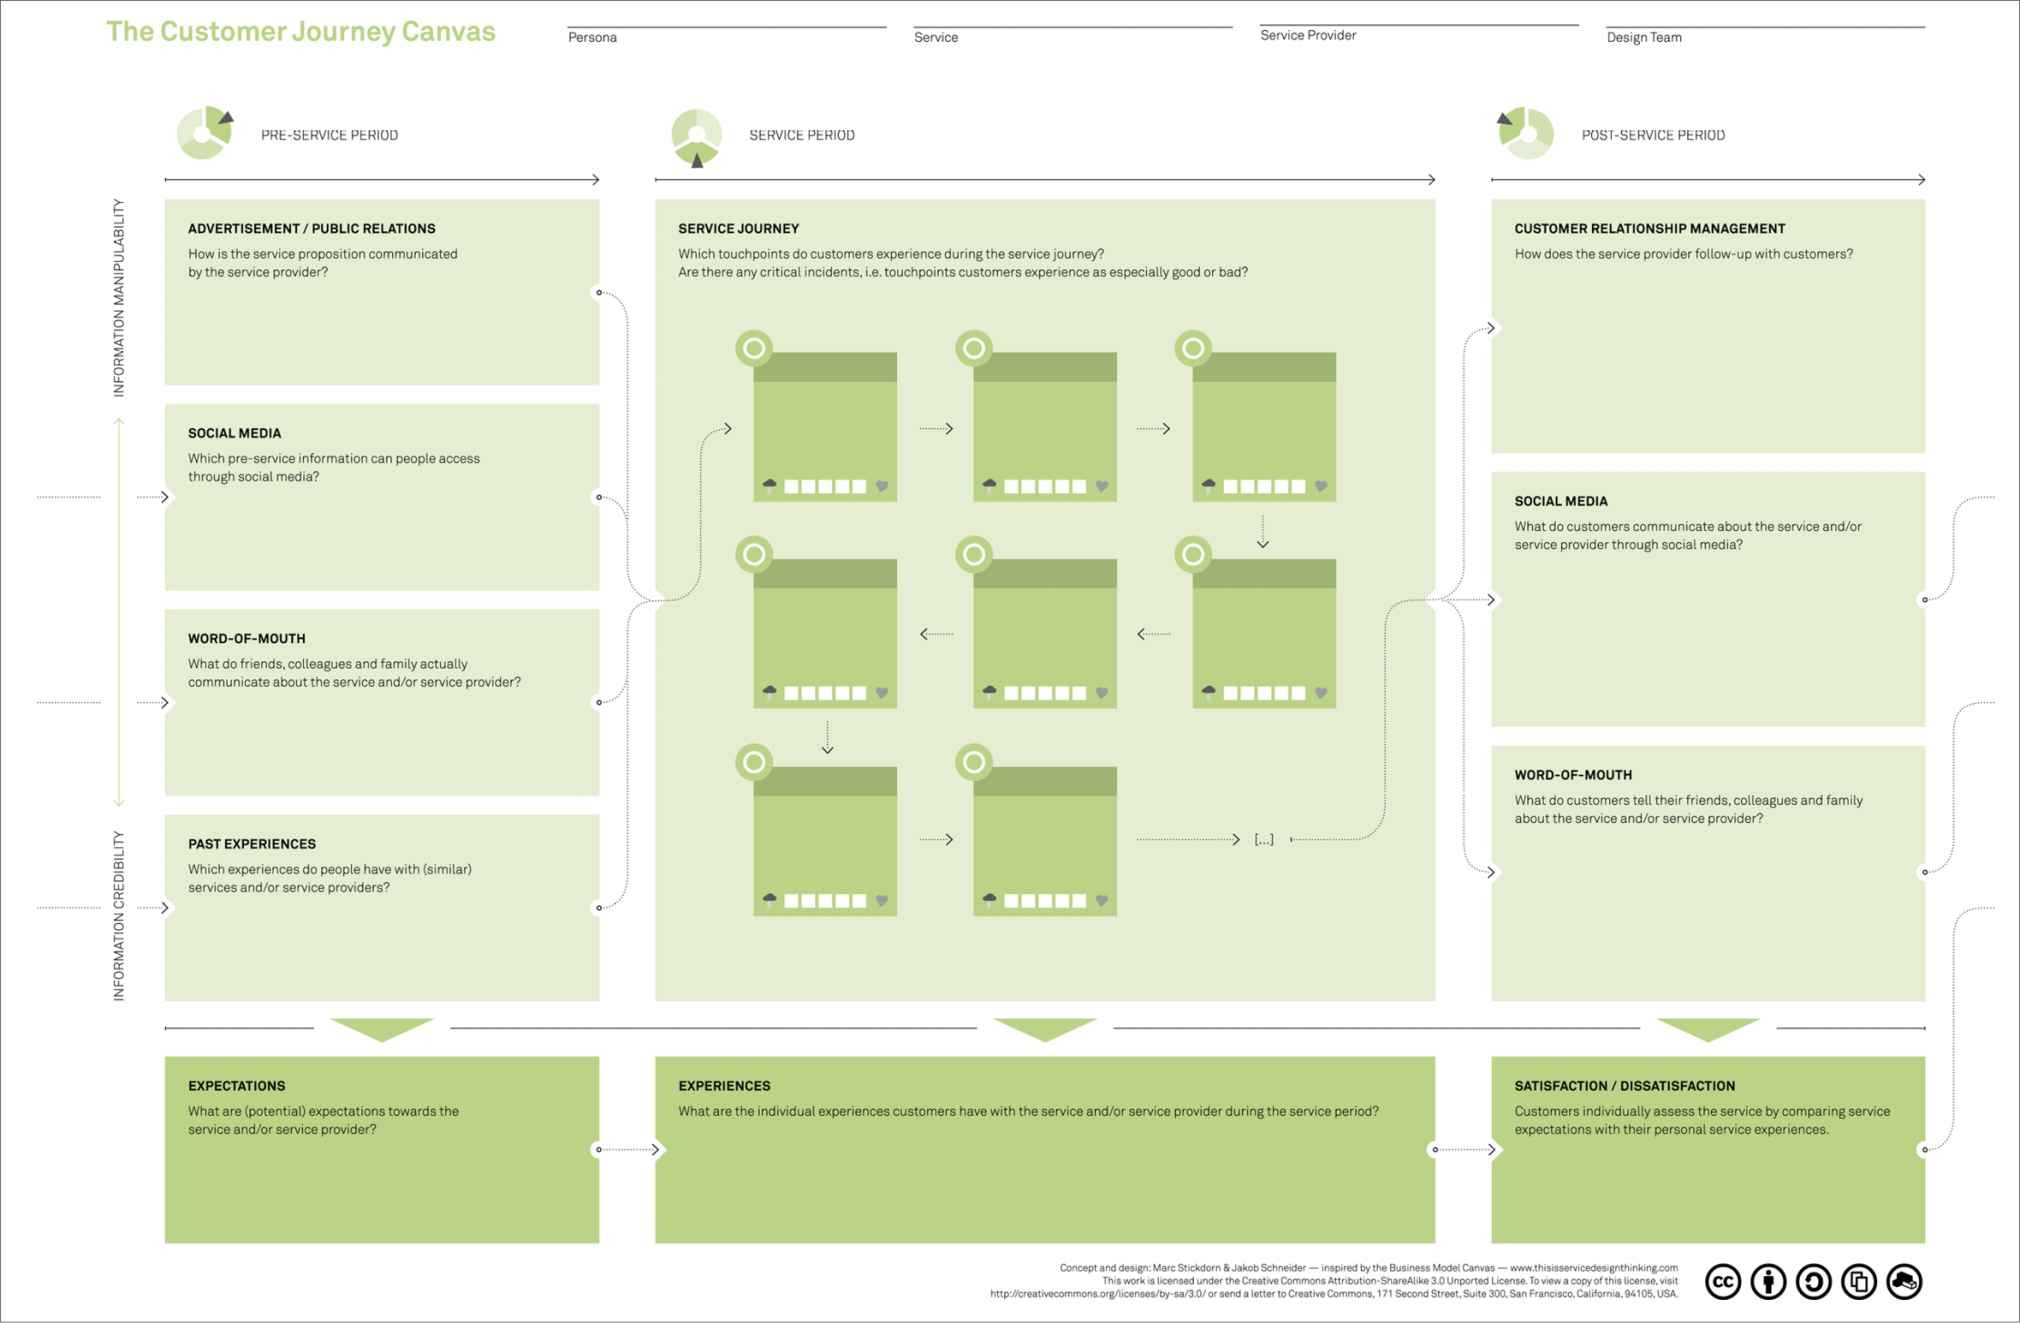 The Customer Journey Canvas
Persona
Service
Service Provider
Design Team
PRE-SERVICE PERIOD
SERVICE PERIOD
POST-SERVICE PERIOD
INFORMATION MANIPULABILITY
INFORMATION CREDIBILITY
ADVERTISEMENT / PUBLIC RELATIONS
How is the service proposition communicated
by the service provider?
SOCIAL MEDIA
Which pre-service information can people access
through social media?
WORD-OF-MOUTH
What do friends, colleagues and family actually
communicate about the service and/or service provider?
PAST EXPERIENCES
Which experiences do people have with (similar)
services and/or service providers?
SERVICE JOURNEY
Which touchpoints do customers experience during the service journey?
Are there any critical incidents, i.e. touchpoints customers experience as especially good or bad?
[...]
CUSTOMER RELATIONSHIP MANAGEMENT
How does the service provider follow-up with customers?
SOCIAL MEDIA
What do customers communicate about the service and/or
service provider through social media?
WORD-OF-MOUTH
What do customers tell their friends, colleagues and family
about the service and/or service provider?
EXPECTATIONS
What are (potential) expectations towards the
service and/or service provider?
EXPERIENCES
What are the individual experiences customers have with the service and/or service provider during the service period?
SATISFACTION / DISSATISFACTION
Customers individually assess the service by comparing service
expectations with their personal service experiences.
Concept and design: Marc Stickdorn & Jakob Schneider — inspired by the Business Model Canvas — www.thisisservicedesignthinking.com
This work is licensed under the Creative Commons Attribution-ShareAlike 3.0 Unported License. To view a copy of this license, visit
http://creativecommons.org/licenses/by-sa/3.0/ or send a letter to Creative Commons, 171 Second Street, Suite 300, San Francisco, California, 94105, USA.
cc